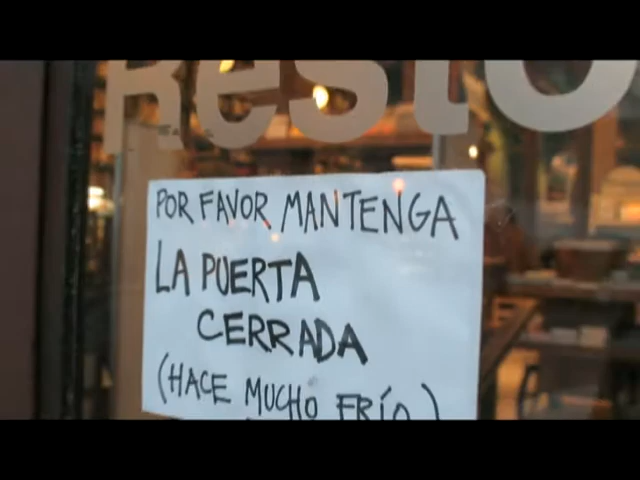 Resto
POR FAVOR MANTENGA
LA PUERTA
CERRADA
(HACE MUCHO FRÍO)